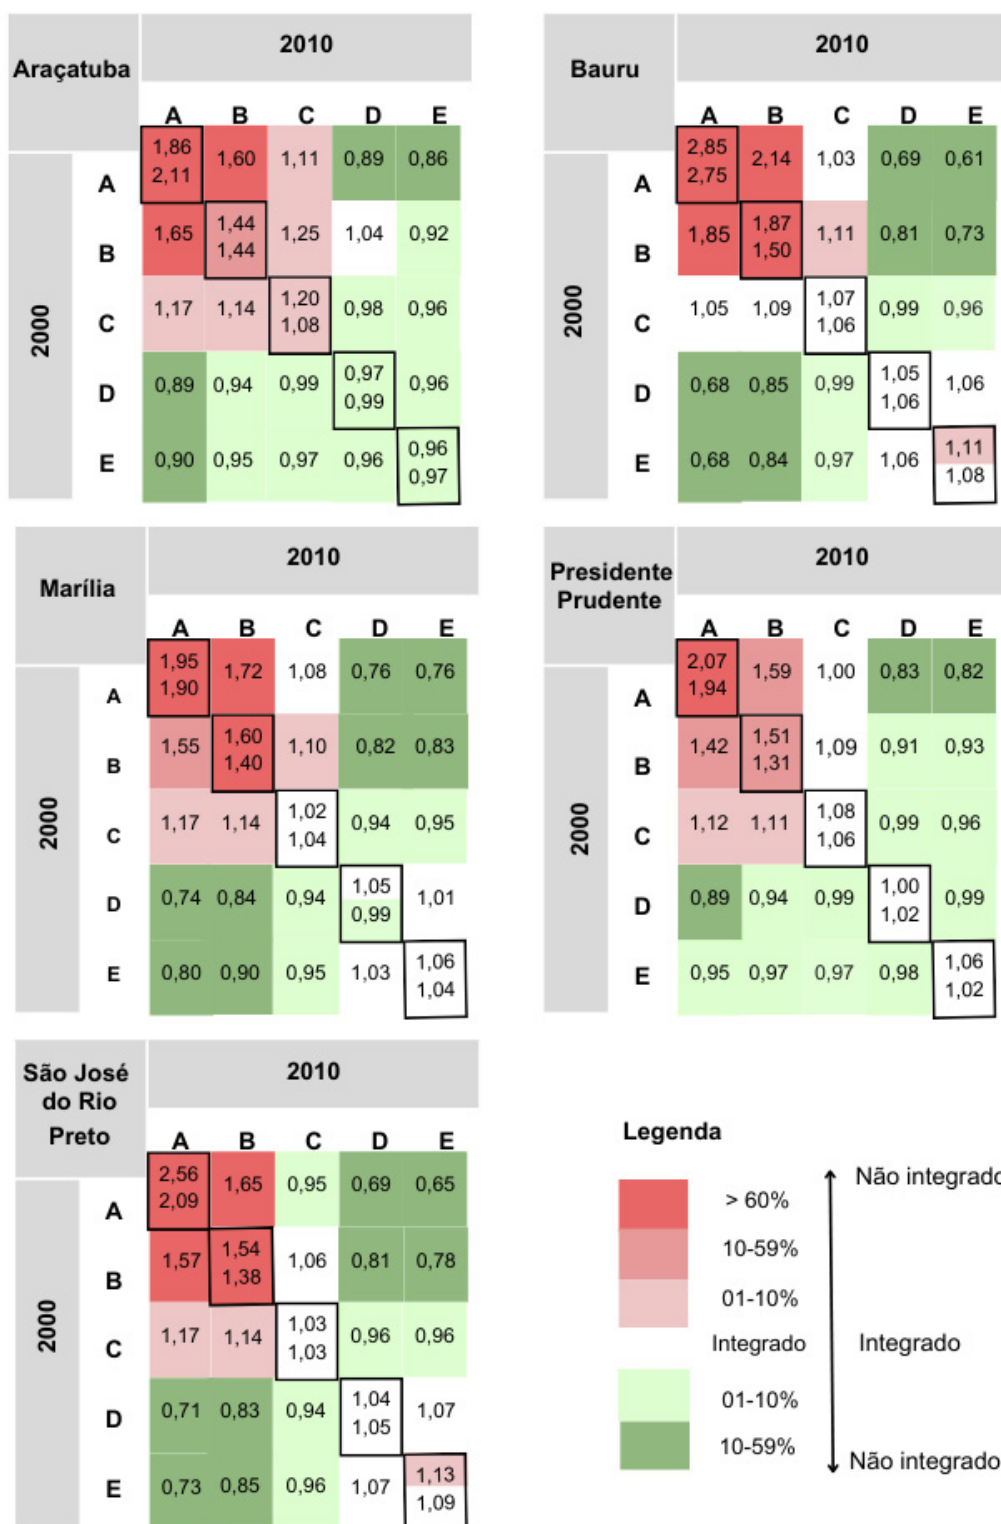 Araçatuba
2010
A B C D E
2000
A
1,86 1,60 1,11 0,89 0,86
2,11
B
1,65 1,44 1,25 1,04 0,92
1,44
C
1,17 1,14 1,20 0,98 0,96
1,08
D
0,89 0,94 0,99 0,97 0,96
0,99
E
0,90 0,95 0,97 0,96 0,96
0,97
Bauru
2010
A B C D E
2000
A
2,85 2,14 1,03 0,69 0,61
2,75
B
1,85 1,87 1,11 0,81 0,73
1,50
C
1,05 1,09 1,07 0,99 0,96
1,06
D
0,68 0,85 0,99 1,05 1,06
1,06
E
0,68 0,84 0,97 1,06 1,11
1,08
Marília
2010
A B C D E
2000
A
1,95 1,72 1,08 0,76 0,76
1,90
B
1,55 1,60 1,10 0,82 0,83
1,40
C
1,17 1,14 1,02 0,94 0,95
1,04
D
0,74 0,84 0,94 1,05 1,01
0,99
E
0,80 0,90 0,95 1,03 1,06
1,04
Presidente
Prudente
2010
A B C D E
2000
A
2,07 1,59 1,00 0,83 0,82
1,94
B
1,42 1,51 1,09 0,91 0,93
1,31
C
1,12 1,11 1,08 0,99 0,96
1,06
D
0,89 0,94 0,99 1,00 0,99
1,02
E
0,95 0,97 0,97 0,98 1,06
1,02
São José
do Rio
Preto
2010
A B C D E
2000
A
2,56 1,65 0,95 0,69 0,65
2,09
B
1,57 1,54 1,06 0,81 0,78
1,38
C
1,17 1,14 1,03 0,96 0,96
1,03
D
0,71 0,83 0,94 1,04 1,07
1,05
E
0,73 0,85 0,96 1,07 1,13
1,09
Legenda
> 60%
10-59%
01-10%
Integrado
01-10%
10-59%
Não integrado
Integrado
Não integrado